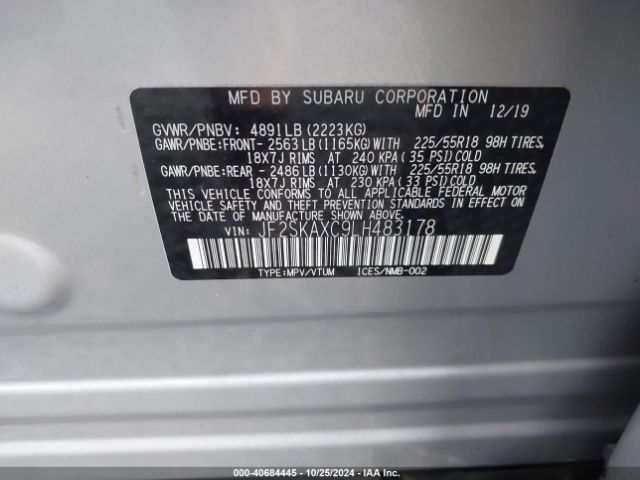 MFD BY SUBARU CORPORATION
MFD IN 12/19
GVWR/PNBV: 4891LB (2223KG)
GAWR/PNBE:FRONT- 2563LB (1165KG)WITH 225/55R18 98H TIRES,
18X7J RIMS AT 240 KPA (35 PSI) COLD
GAWR/PNBE:REAR - 2486LB (1130KG)WITH 225/55R18 98H TIRES,
18X7J RIMS AT 230 KPA (33 PSI) COLD
THIS VEHICLE CONFORMS TO ALL APPLICABLE FEDERAL MOTOR
VEHICLE SAFETY AND THEFT PREVENTION STANDARDS IN EFFECT ON
THE DATE OF MANUFACTURE SHOWN ABOVE.
VIN: JF2SKAXC9LH483178
TYPE:MPV/VTUM ICES/NMB-002
000-40684445 - 10/25/2024 - IAA Inc.